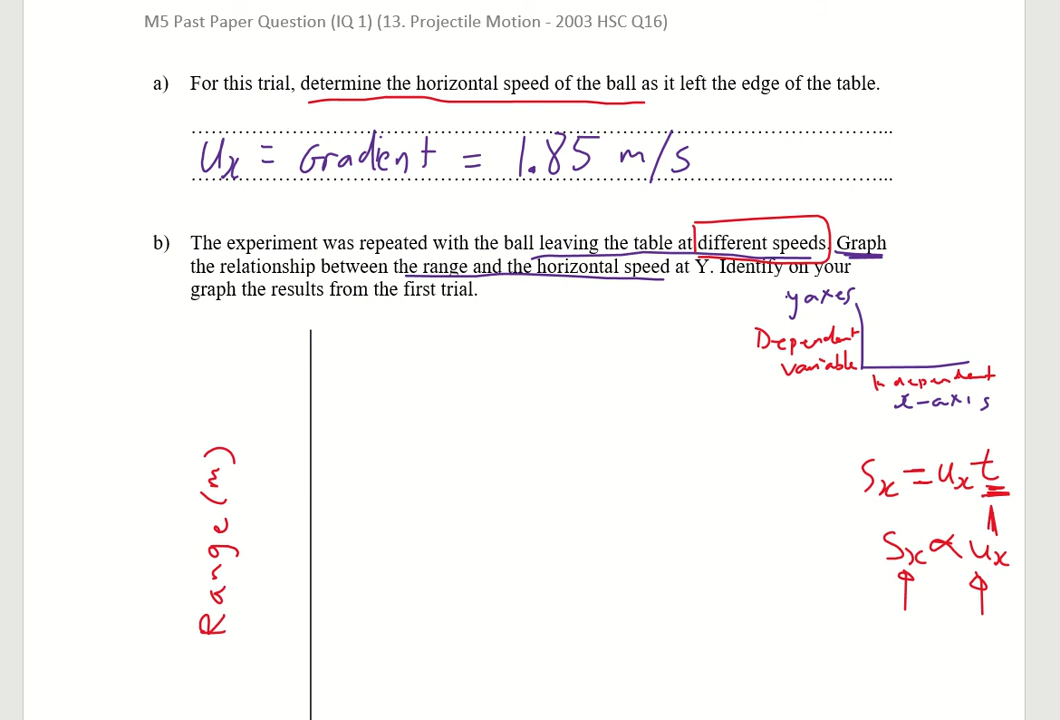 M5 Past Paper Question (IQ 1) (13. Projectile Motion - 2003 HSC Q16)
a) For this trial, determine the horizontal speed of the ball as it left the edge of the table.
Ux = Gradient = 1.85 m/s
b) The experiment was repeated with the ball leaving the table at different speeds. Graph
the relationship between the range and the horizontal speed at Y. Identify on your
graph the results from the first trial.
y axes
Dependent
variable
Independent
x-axis
Sx = Ux t
Sx ∝ Ux
Range (m)